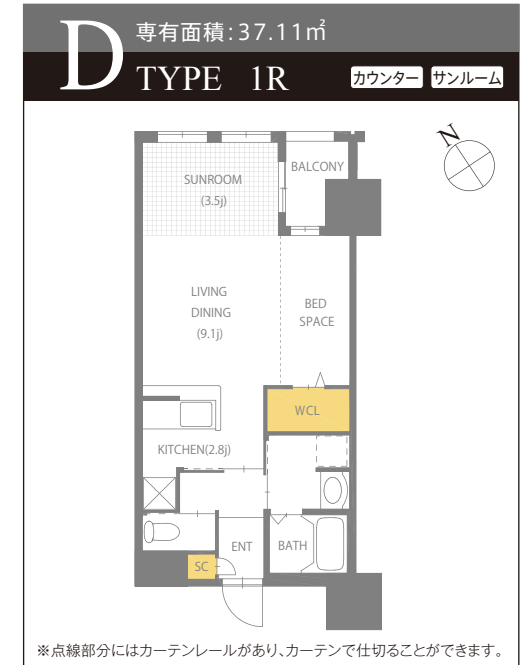 D 専有面積:37.11㎡
TYPE 1R カウンター サンルーム
N
BALCONY
SUNROOM
(3.5j)
LIVING
DINING
(9.1j)
BED
SPACE
WCL
KITCHEN(2.8j)
ENT
BATH
SC
※点線部分にはカーテンレールがあり、カーテンで仕切ることができます。